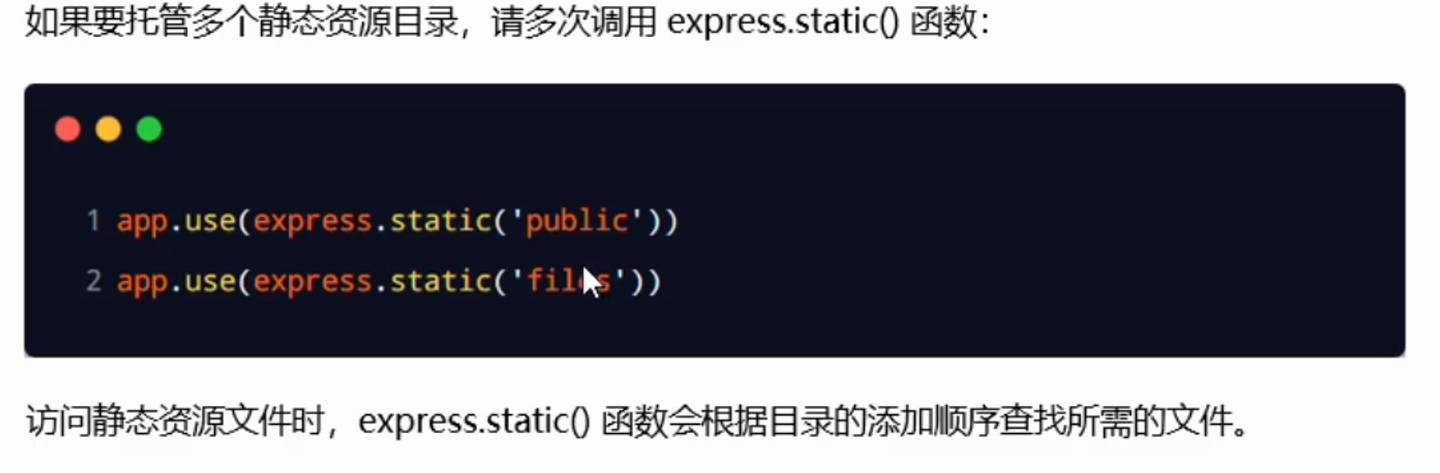 如果要托管多个静态资源目录，请多次调用 express.static() 函数：
1 app.use(express.static('public'))
2 app.use(express.static('files'))
访问静态资源文件时，express.static() 函数会根据目录的添加顺序查找所需的文件。